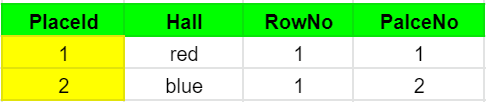 PlaceId Hall RowNo PalceNo
1 red 1 1
2 blue 1 2